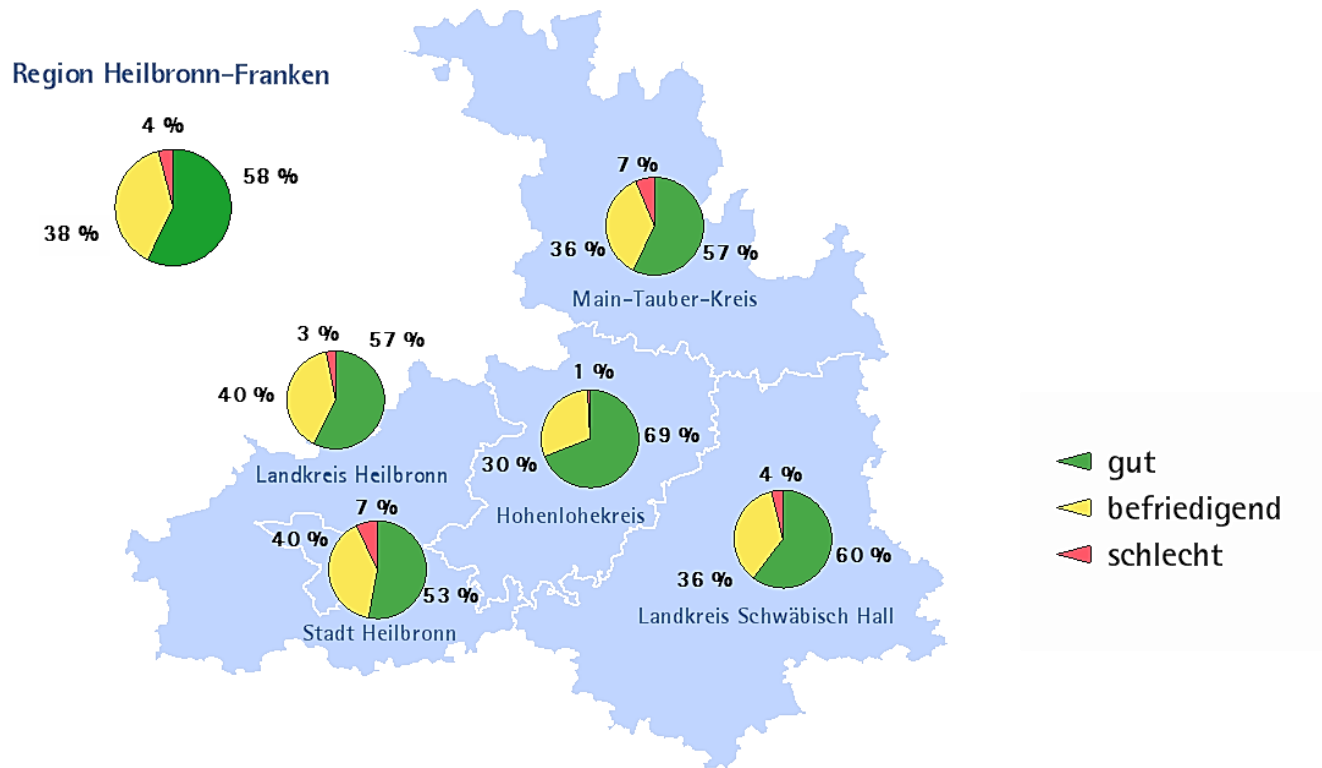 Region Heilbronn-Franken
4 %
58 %
38 %
7 %
36 %
57 %
Main-Tauber-Kreis
3 %
57 %
40 %
Landkreis Heilbronn
1 %
69 %
30 %
Hohenlohekreis
7 %
40 %
53 %
Stadt Heilbronn
4 %
60 %
36 %
Landkreis Schwäbisch Hall
gut
befriedigend
schlecht